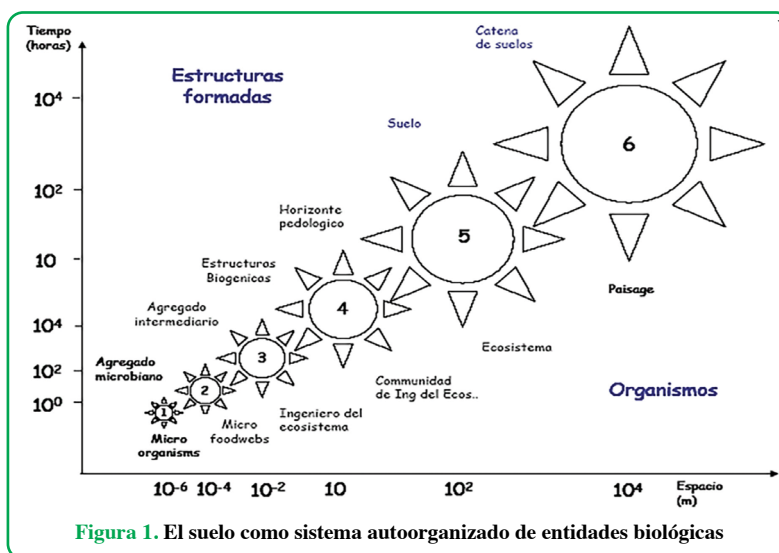 Tiempo
(horas)
Catena
de suelos
Estructuras
formadas
10⁴
Suelo
6
10²
Horizonte
pedologico
5
10
Estructuras
Biogenicas
Paisage
4
Agregado
intermediario
10⁴
Ecosistema
3
Agregado
microbiano
10²
Communidad
de Ing del Ecos..
Organismos
2
10⁰
1
Micro
organisms
Micro
foodwebs
Ingeniero del
ecosistema
10-6 10-4 10-2 10 10² 10⁴ Espacio
(m)
Figura 1. El suelo como sistema autoorganizado de entidades biológicas